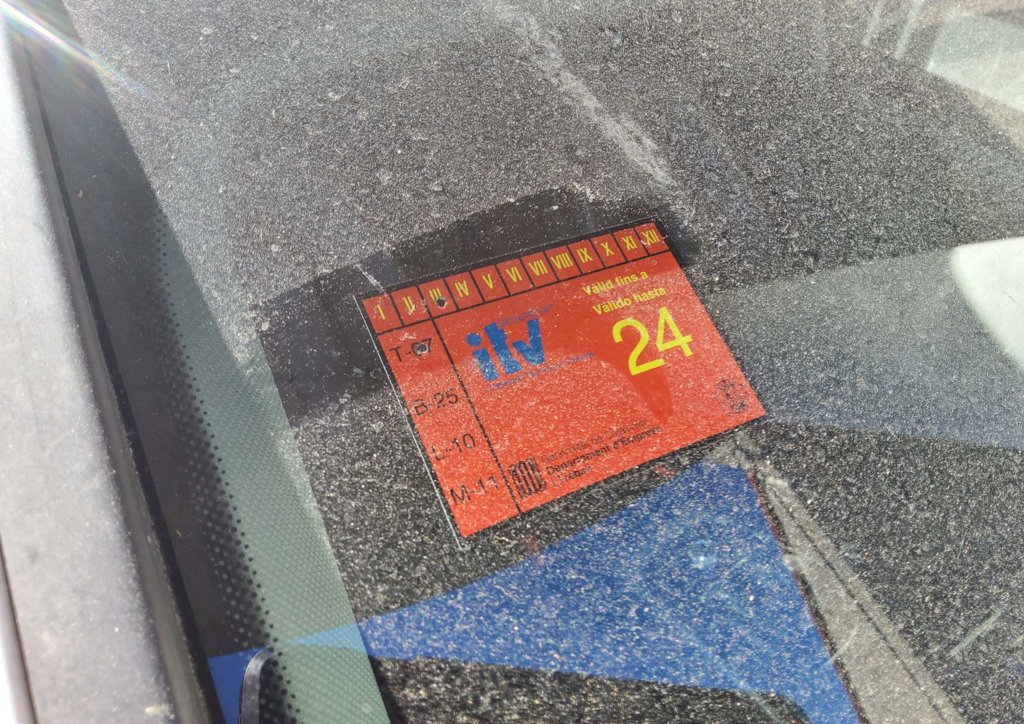 I II III IV V VI VII VIII IX X XI XII
Vàlid fins a
Válido hasta
24
itv
T-07
B-25
L-10
M-11
Departament d'Empresa
i Treball